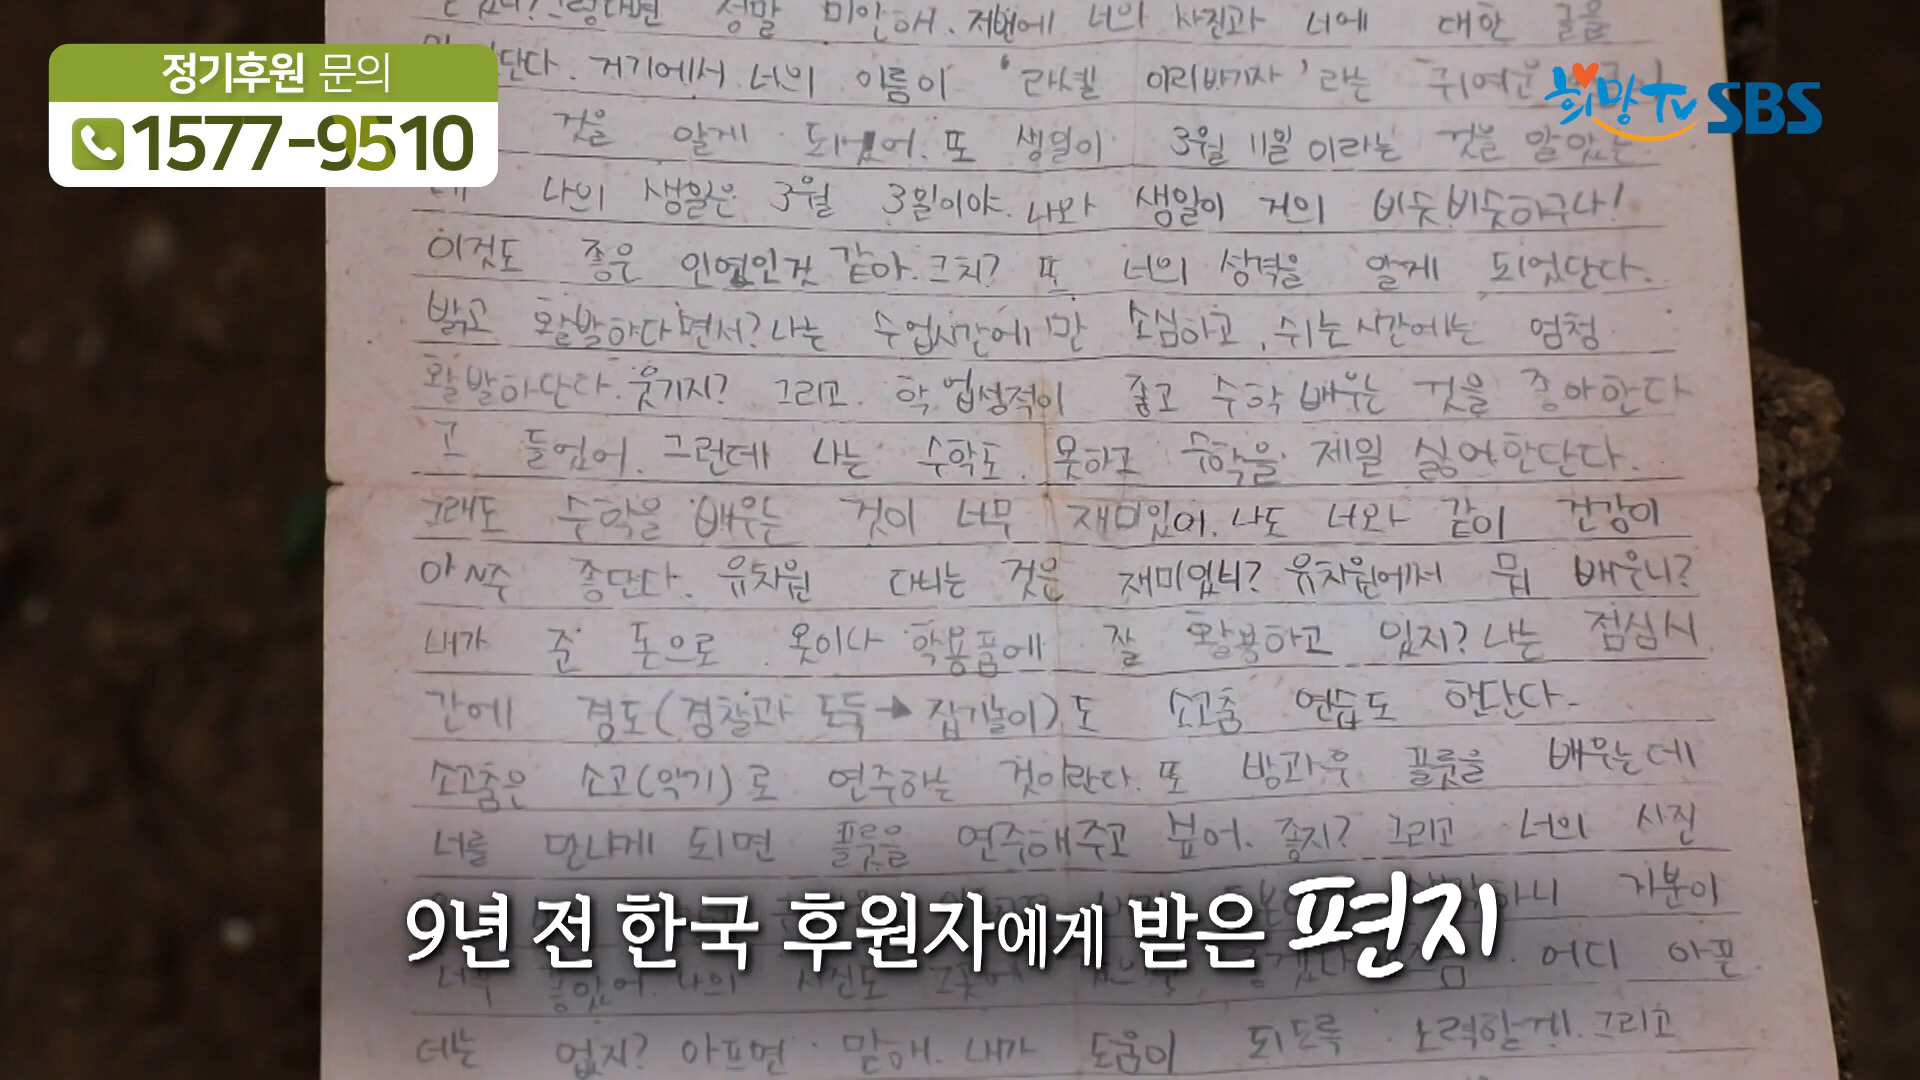 정기후원 문의
1577-9510
희망TV SBS
정말 미안해. 저번에 너의 사진과 너에 대한 글을
단다. 거기에서 너의 이름이 '라셀 이리바기자'라는 귀여운
것을 알게 되었어. 또 생일이 3월 11일 이라는 것을 알았는
데 나의 생일은 3월 3일이야. 나와 생일이 거의 비슷비슷하구나!
이것도 좋은 인연인것 같아. 그치? 또 너의 성격을 알게 되었단다.
밝고 활발하다면서? 나는 수업시간에만 소심하고, 쉬는시간에는 엄청
활발하단다. 웃기지? 그리고 학업성적이 좋고 수학 배우는 것을 좋아한다
고 들었어. 그런데 나는 수학도 못하고 수학을 제일 싫어한단다.
그래도 수학을 배우는 것이 너무 재미있어. 나도 너와 같이 건강이
아주 좋단다. 유치원 다니는 것은 재미있니? 유치원에서 뭘 배우니?
내가 준 돈으로 옷이나 학용품에 잘 활용하고 있지? 나는 점심시
간에 경도(경찰과 도둑→잡기놀이)도 소고춤 연습도 한단다.
소고춤은 소고(악기)로 연주하는 것이란다. 또 방과후 플룻을 배우는데
너를 만나게 되면 플룻을 연주해주고 싶어. 좋지? 그리고 너의 사진
하니 기분이
너무 좋았어. 나의 사진도 어디 아픈
데는 없지? 아프면 말해. 내가 도움이 되도록 노력할게! 그리고
9년 전 한국 후원자에게 받은 편지